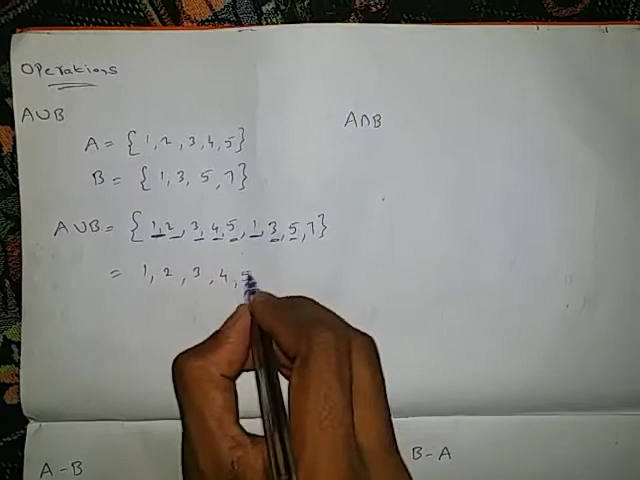 Operations
A∪B
A = {1, 2, 3, 4, 5}
B = {1, 3, 5, 7}
A∪B = {1, 2, 3, 4, 5, 1, 3, 5, 7}
= 1, 2, 3, 4, 5
A∩B
A-B
B-A